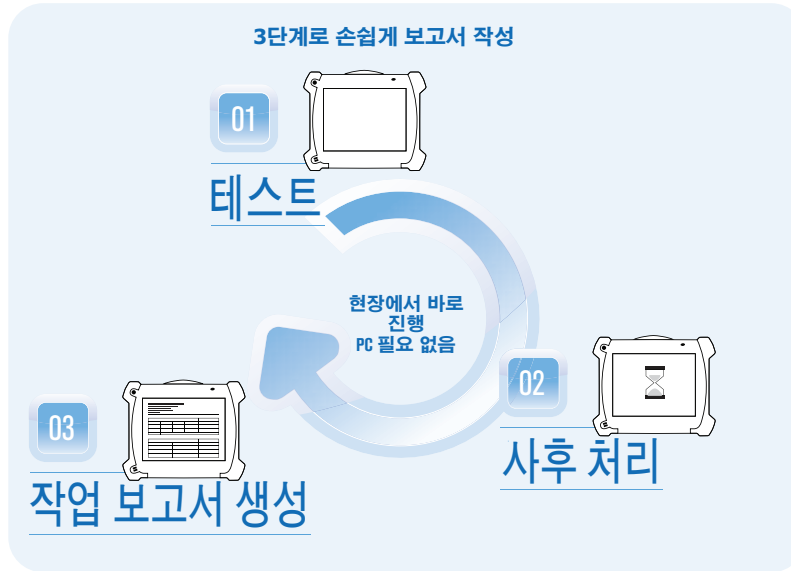 3단계로 손쉽게 보고서 작성
01
테스트
현장에서 바로
진행
PC 필요 없음
02
사후 처리
03
작업 보고서 생성